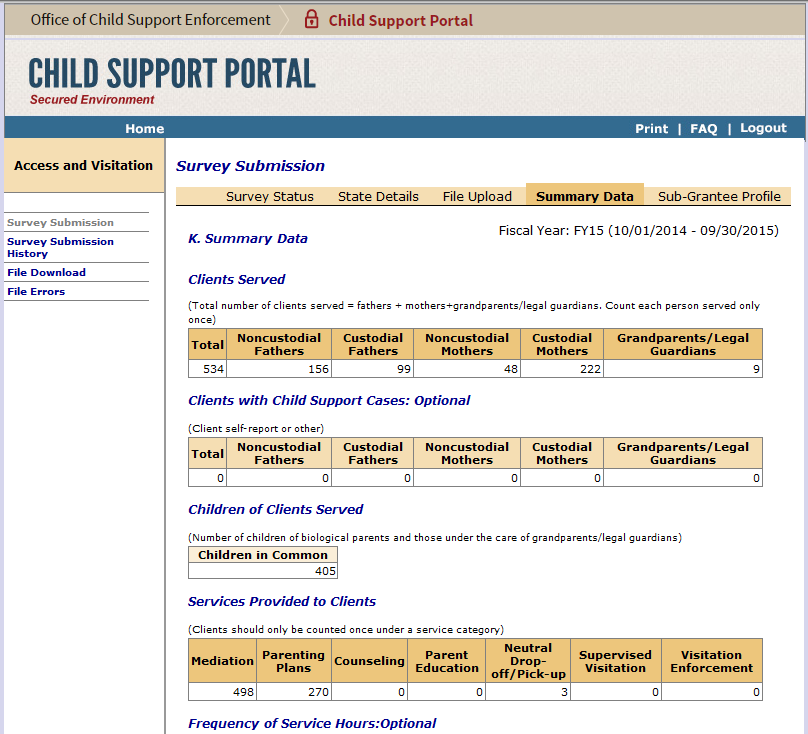 Office of Child Support Enforcement Child Support Portal
CHILD SUPPORT PORTAL
Secured Environment
Home Print | FAQ | Logout
Access and Visitation
Survey Submission
Survey Submission
History
File Download
File Errors
Survey Submission
Survey Status State Details File Upload Summary Data Sub-Grantee Profile
K. Summary Data Fiscal Year: FY15 (10/01/2014 - 09/30/2015)
Clients Served
(Total number of clients served = fathers + mothers+grandparents/legal guardians. Count each person served only
once)
Total Noncustodial Fathers Custodial Fathers Noncustodial Mothers Custodial Mothers Grandparents/Legal Guardians
534 156 99 48 222 9
Clients with Child Support Cases: Optional
(Client self-report or other)
Total Noncustodial Fathers Custodial Fathers Noncustodial Mothers Custodial Mothers Grandparents/Legal Guardians
0 0 0 0 0 0
Children of Clients Served
(Number of children of biological parents and those under the care of grandparents/legal guardians)
Children in Common
405
Services Provided to Clients
(Clients should only be counted once under a service category)
Mediation Parenting Plans Counseling Parent Education Neutral Drop-off/Pick-up Supervised Visitation Visitation Enforcement
498 270 0 0 3 0 0
Frequency of Service Hours:Optional